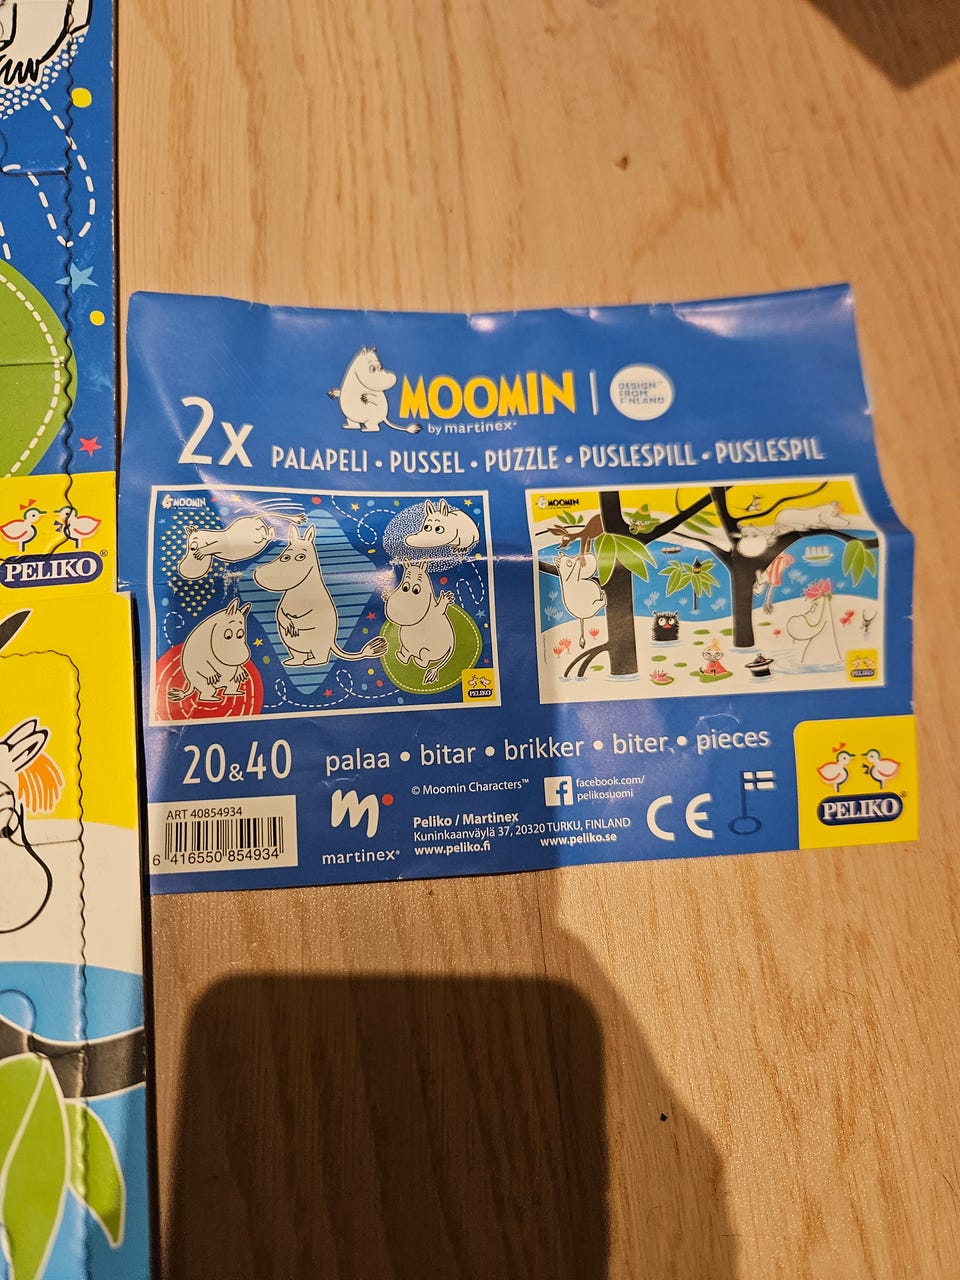 PELIKO
MOOMIN
by martinex®
DESIGN
FROM
FINLAND
2x
PALAPELI • PUSSEL • PUZZLE • PUSLESPILL • PUSLESPIL
MOOMIN
MOOMIN
PELIKO
PELIKO
20&40
palaa • bitar • brikker • biter • pieces
© Moomin Characters™
facebook.com/
pelikosuomi
ART 40854934
6 416550 854934
m
martinex®
Peliko / Martinex
Kuninkaanväylä 37, 20320 TURKU, FINLAND
www.peliko.fi
www.peliko.se
CE
PELIKO®